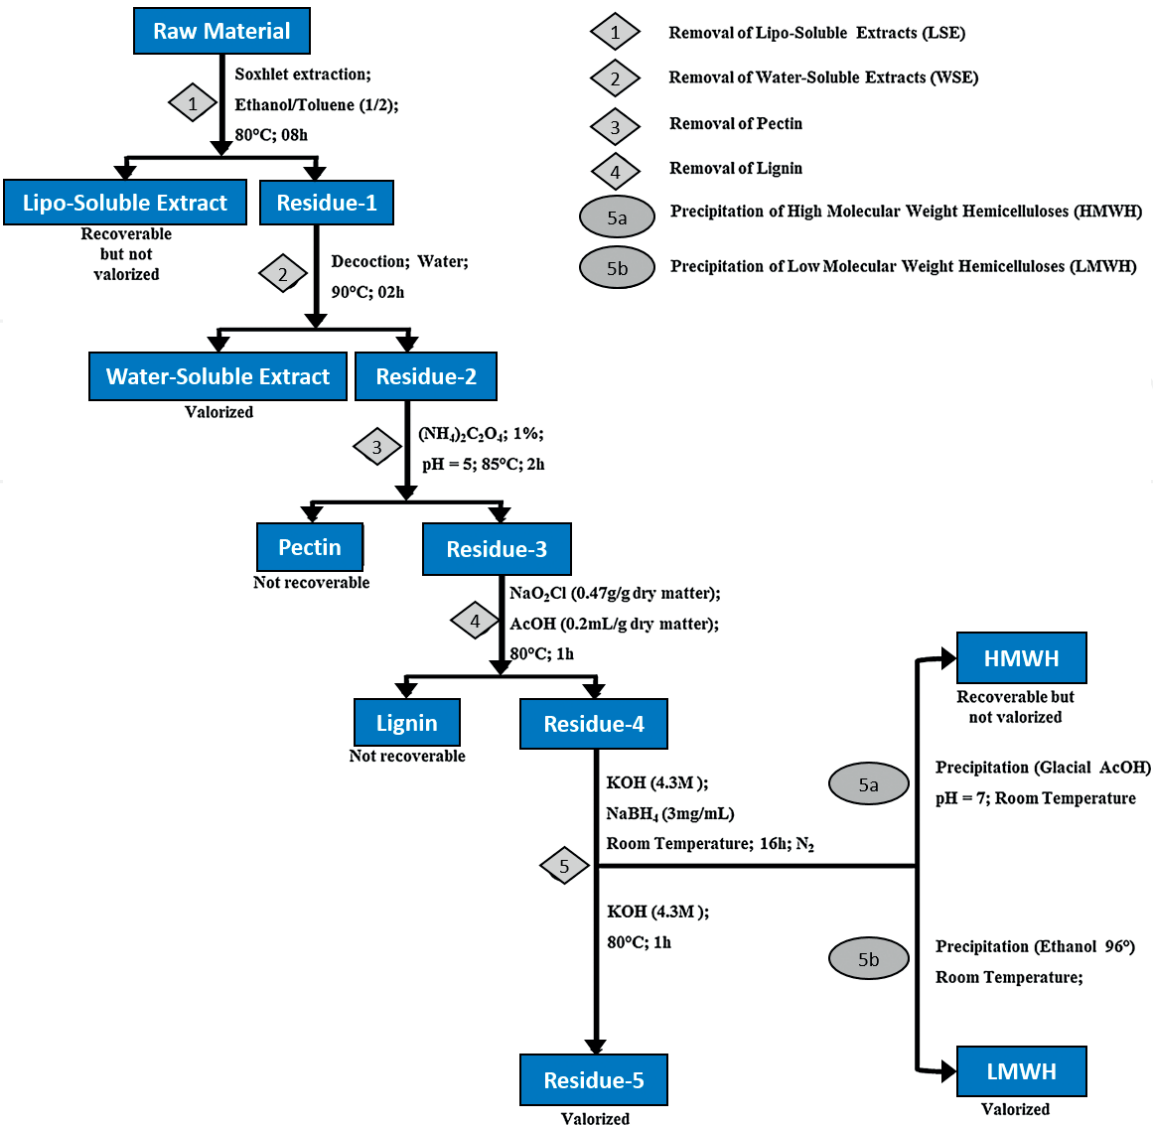 Raw Material
1
Soxhlet extraction;
Ethanol/Toluene (1/2);
80°C; 08h
1 Removal of Lipo-Soluble Extracts (LSE)
2 Removal of Water-Soluble Extracts (WSE)
3 Removal of Pectin
4 Removal of Lignin
5a Precipitation of High Molecular Weight Hemicelluloses (HMWH)
5b Precipitation of Low Molecular Weight Hemicelluloses (LMWH)
Lipo-Soluble Extract
Recoverable
but not
valorized
Residue-1
2
Decoction; Water;
90°C; 02h
Water-Soluble Extract
Valorized
Residue-2
3
(NH₄)₂C₂O₄; 1%;
pH = 5; 85°C; 2h
Pectin
Not recoverable
Residue-3
4
NaO₂Cl (0.47g/g dry matter);
AcOH (0.2mL/g dry matter);
80°C; 1h
Lignin
Not recoverable
Residue-4
KOH (4.3M );
NaBH₄ (3mg/mL)
Room Temperature; 16h; N₂
5
KOH (4.3M );
80°C; 1h
Residue-5
Valorized
HMWH
Recoverable but
not valorized
5a
Precipitation (Glacial AcOH)
pH = 7; Room Temperature
5b
Precipitation (Ethanol 96°)
Room Temperature;
LMWH
Valorized